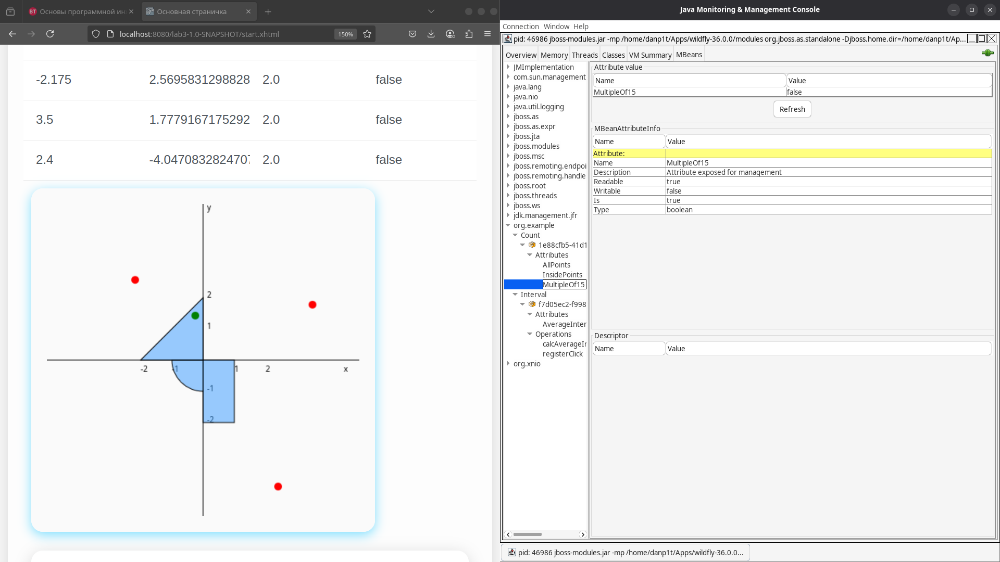 Основы программной ин
Основная страничка
localhost:8080/lab3-1.0-SNAPSHOT/start.xhtml
150%
-2.175 2.5695831298828 2.0 false
3.5 1.7779167175292 2.0 false
2.4 -4.0470832824707 2.0 false
y
2
1
-2 -1 1 2 x
-1
-2
Java Monitoring & Management Console
Connection Window Help
pid: 46986 jboss-modules.jar -mp /home/danp1t/Apps/wildfly-36.0.0/modules org.jboss.as.standalone -Djboss.home.dir=/home/danp1t/Ap...
Overview Memory Threads Classes VM Summary MBeans
JMImplementation
com.sun.management
java.lang
java.nio
java.util.logging
jboss.as
jboss.as.expr
jboss.jta
jboss.modules
jboss.msc
jboss.remoting.endpoi
jboss.remoting.handle
jboss.root
jboss.threads
jboss.ws
jdk.management.jfr
org.example
Count
1e88cfb5-41d1
Attributes
AllPoints
InsidePoints
MultipleOf15
Interval
f7d05ec2-f998
Attributes
AverageInter
Operations
calcAverageIn
registerClick
org.xnio
Attribute value
Name Value
MultipleOf15 false
Refresh
MBeanAttributeInfo
Name Value
Attribute:
Name MultipleOf15
Description Attribute exposed for management
Readable true
Writable false
Is true
Type boolean
Descriptor
Name Value
pid: 46986 jboss-modules.jar -mp /home/danp1t/Apps/wildfly-36.0.0...